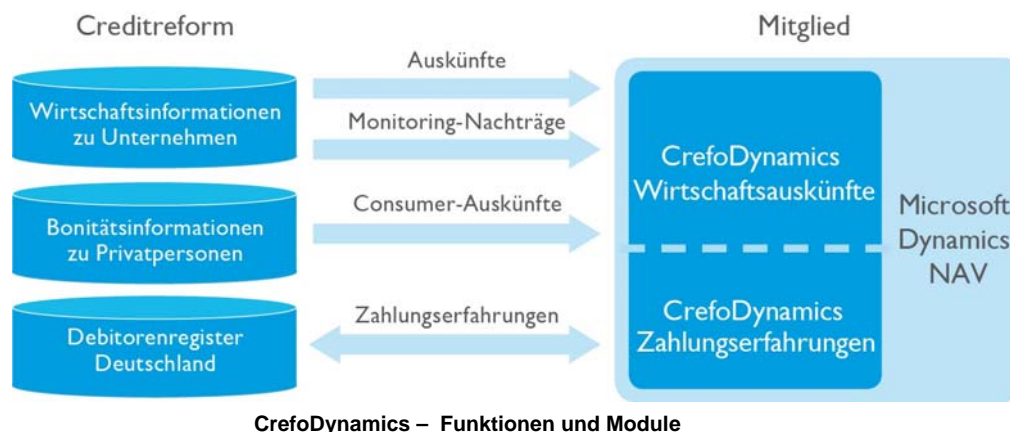 Creditreform
Mitglied
Wirtschaftsinformationen
zu Unternehmen
Auskünfte
Monitoring-Nachträge
CrefoDynamics
Wirtschaftsauskünfte
Bonitätsinformationen
zu Privatpersonen
Consumer-Auskünfte
Microsoft
Dynamics
NAV
Debitorenregister
Deutschland
Zahlungserfahrungen
CrefoDynamics
Zahlungserfahrungen
CrefoDynamics – Funktionen und Module